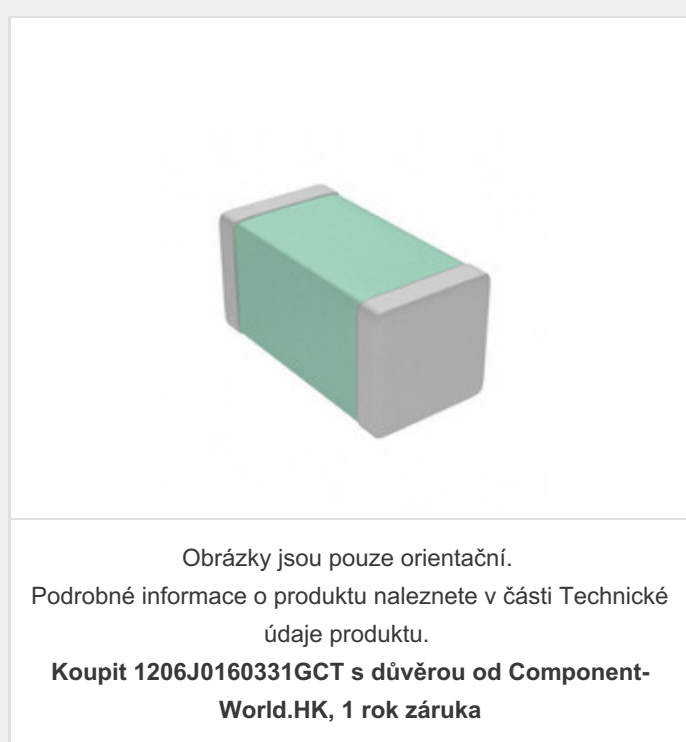 Obrázky jsou pouze orientační.
Podrobné informace o produktu naleznete v části Technické
údaje produktu.
Koupit 1206J0160331GCT s důvěrou od Component-
World.HK, 1 rok záruka